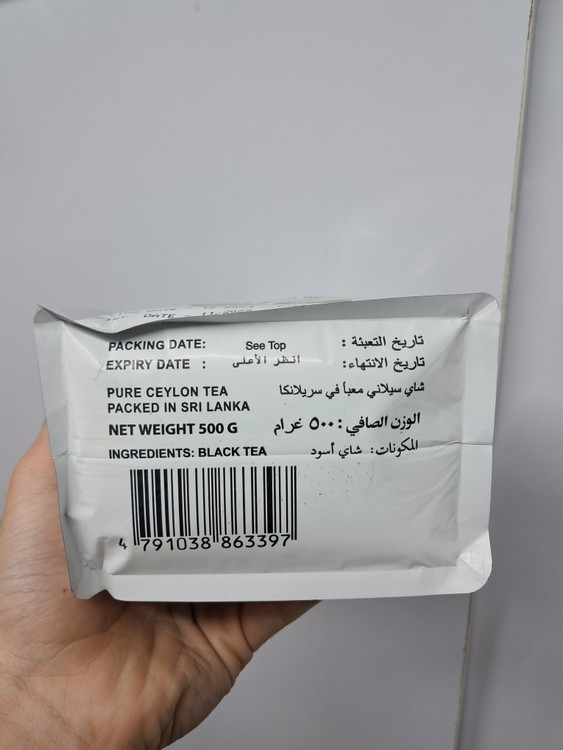 DATE
PACKING DATE: See Top تاريخ التعبئة :
EXPIRY DATE : انظر الأعلى تاريخ الانتهاء:
PURE CEYLON TEA شاي سيلاني معبأ في سريلانكا
PACKED IN SRI LANKA
NET WEIGHT 500 G الوزن الصافي : ٥٠٠ غرام
INGREDIENTS: BLACK TEA المكونات: شاي أسود
4 791038 863397